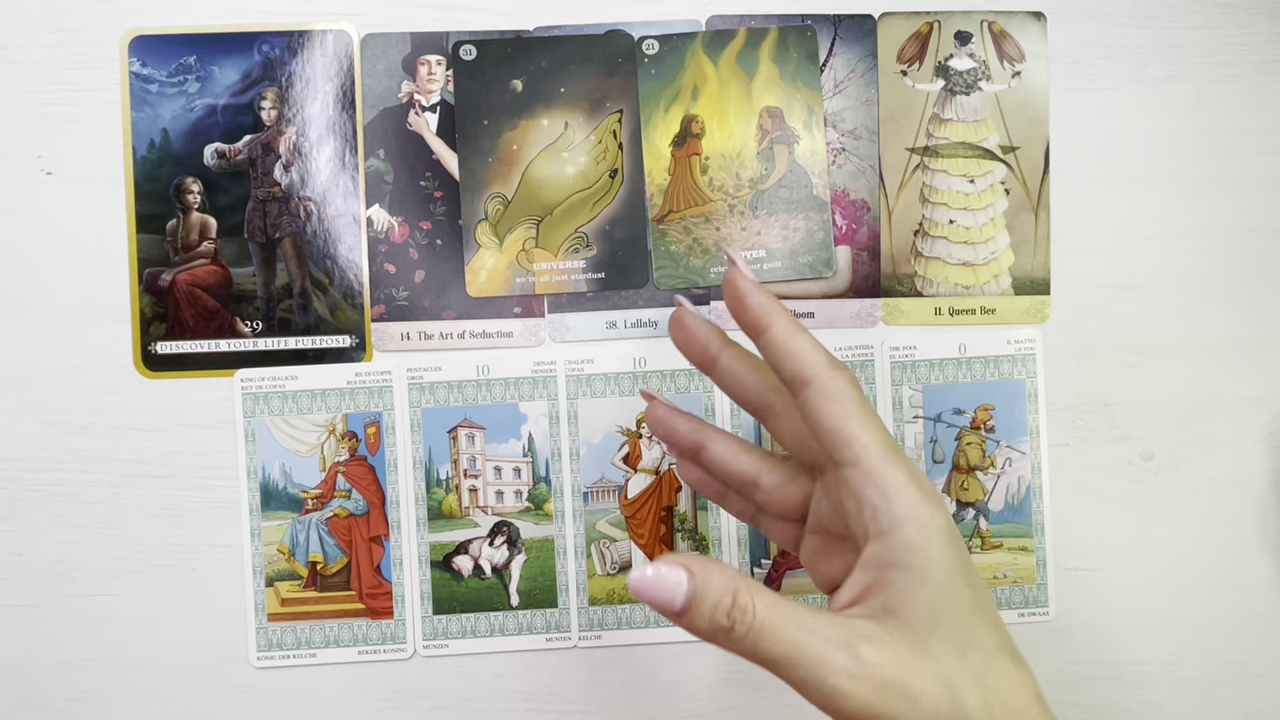 31
UNIVERSE
we're all just stardust
21
29
DISCOVER YOUR LIFE PURPOSE
14. The Art of Seduction
38. Lullaby
11. Queen Bee
KING OF CHALICES
REY DE COPAS
RE DI COPPE
ROI DE COUPES
KÖNIG DER KELCHE
BEKERS KONING
PENTACLES
OROS
10
DENARI
DENIERS
MÜNZEN
MUNTEN
CHALICES
COPAS
10
KELCHE
LA GIUSTIZIA
LA JUSTICE
THE FOOL
EL LOCO
0
IL MATTO
LE FOU
DE DWAAS